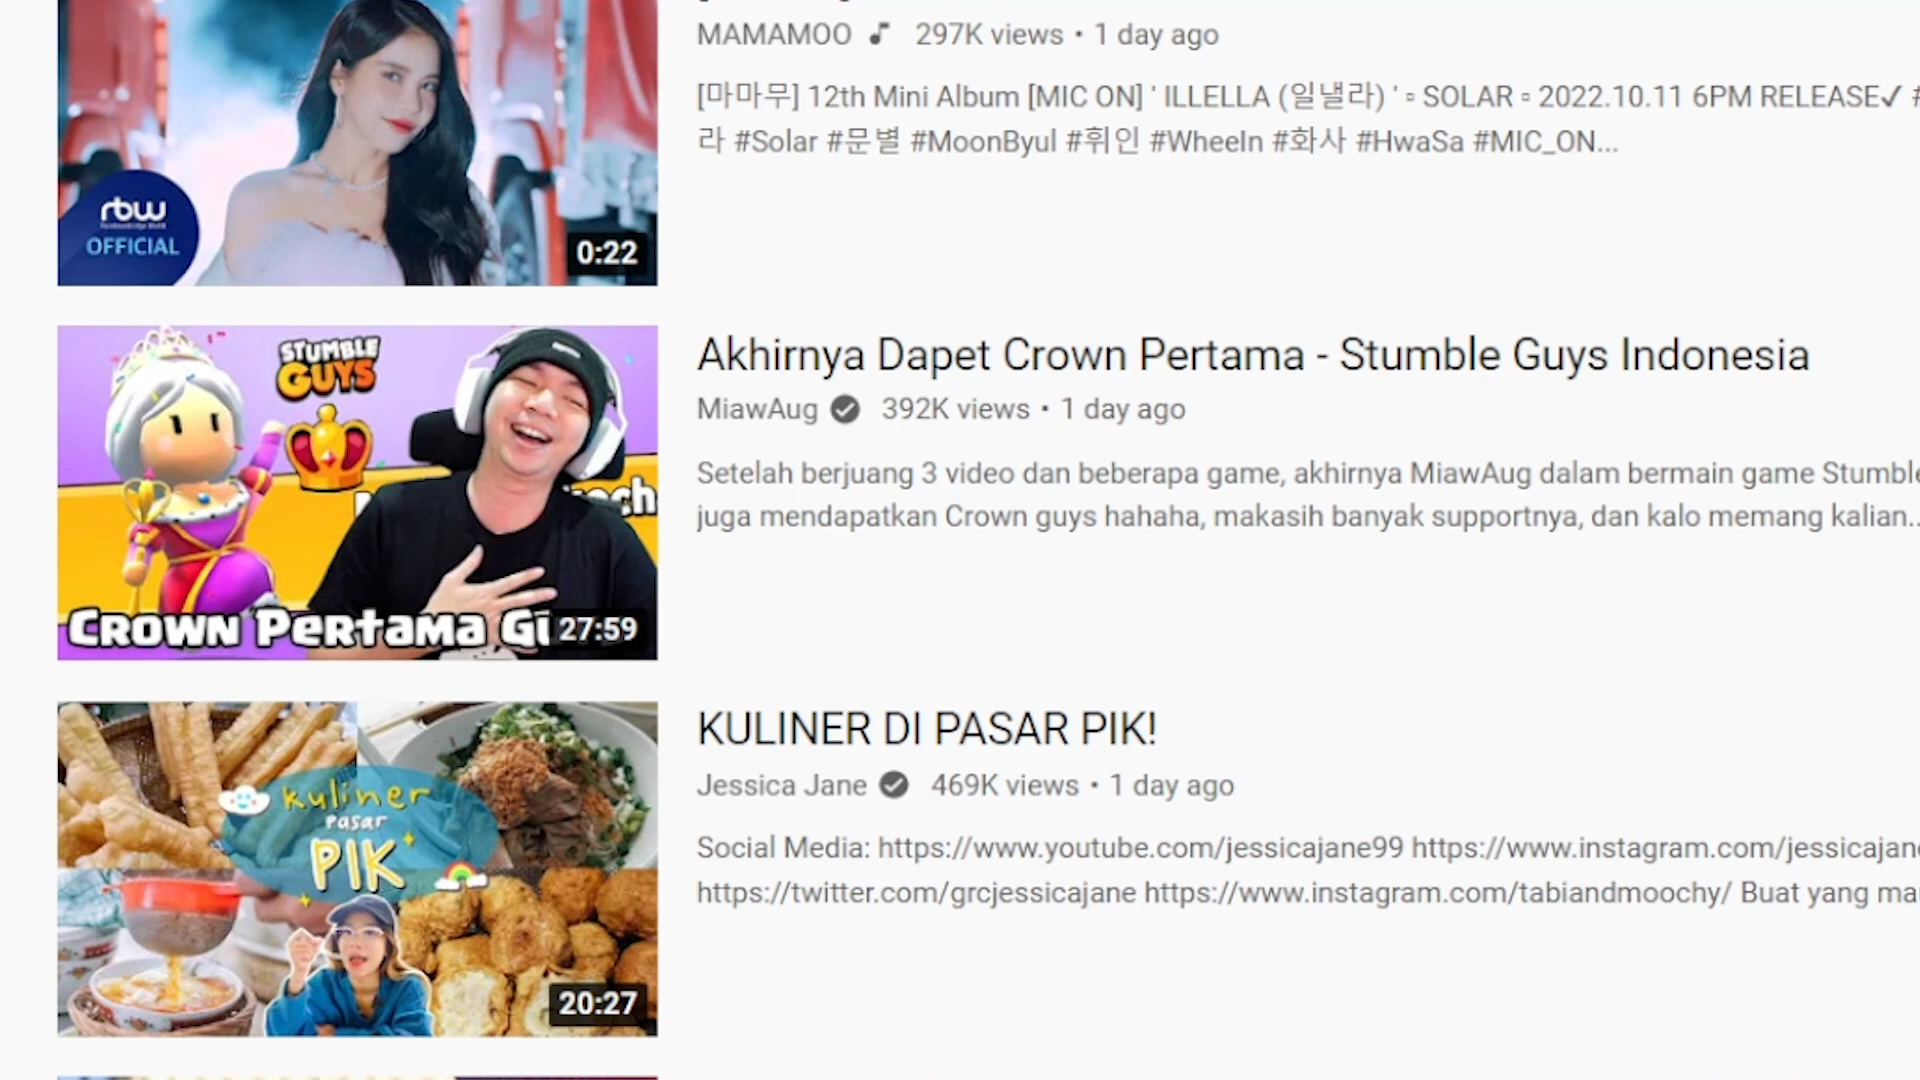 MAMAMOO 297K views • 1 day ago
[마마무] 12th Mini Album [MIC ON] ' ILLELLA (일낼라) ' ▫ SOLAR ▫ 2022.10.11 6PM RELEASE✓ #
라 #Solar #문별 #MoonByul #휘인 #WheeIn #화사 #HwaSa #MIC_ON...
rbw
OFFICIAL
0:22
STUMBLE
GUYS
CROWN PERTAMA GU
27:59
Akhirnya Dapet Crown Pertama - Stumble Guys Indonesia
MiawAug 392K views • 1 day ago
Setelah berjuang 3 video dan beberapa game, akhirnya MiawAug dalam bermain game Stumble
juga mendapatkan Crown guys hahaha, makasih banyak supportnya, dan kalo memang kalian...
kuliner
pasar
PIK
20:27
KULINER DI PASAR PIK!
Jessica Jane 469K views • 1 day ago
Social Media: https://www.youtube.com/jessicajane99 https://www.instagram.com/jessicajane
https://twitter.com/grcjessicajane https://www.instagram.com/tabiandmoochy/ Buat yang mau